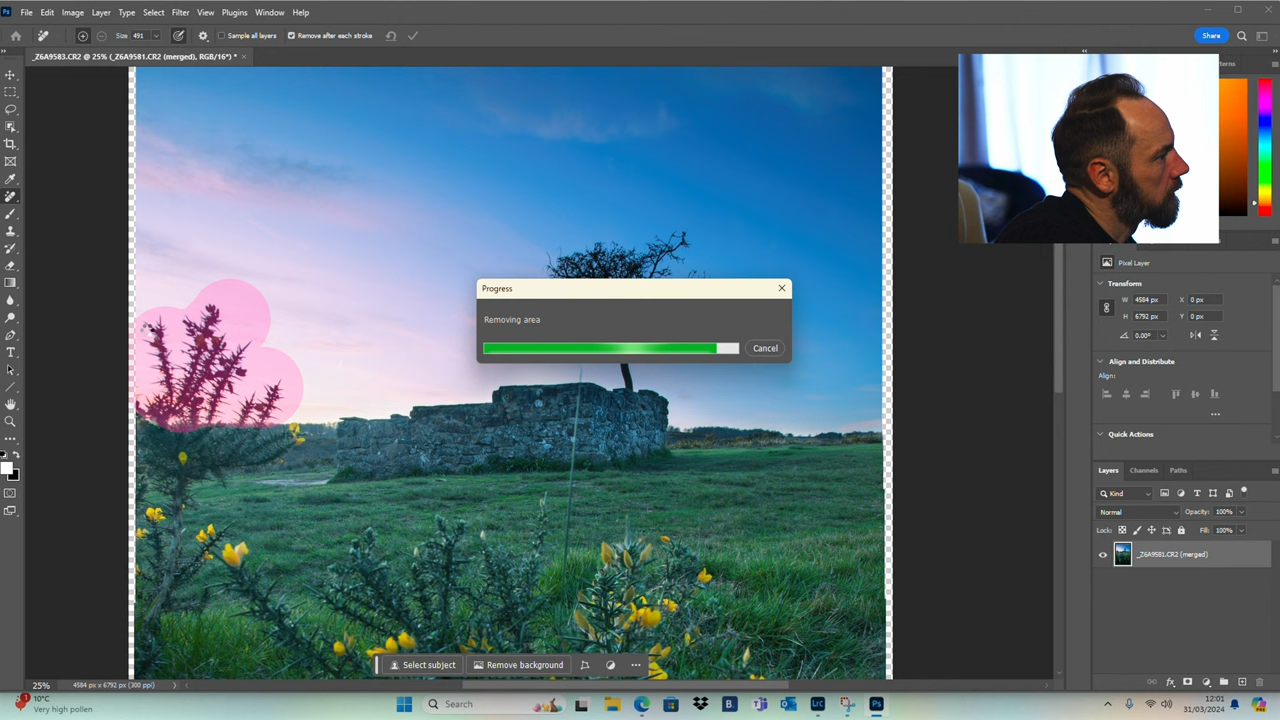 File Edit Image Layer Type Select Filter View Plugins Window Help
Size 491 Sample all layers Remove after each stroke Share
_Z6A9583.CR2 @ 25% (_Z6A9581.CR2 (merged), RGB/16*) * ×
Pixel Layer
Transform
W 4584 px X 0 px
H 6792 px Y 0 px
0.00°
Align and Distribute
Align:
Quick Actions
Layers Channels Paths
Kind
Normal Opacity: 100%
Lock: Fill: 100%
_Z6A9581.CR2 (merged)
Progress
Removing area
Cancel
Select subject Remove background
25% 4584 px x 6792 px (300 ppi)
10°C
Very high pollen
Search
12:01
31/03/2024